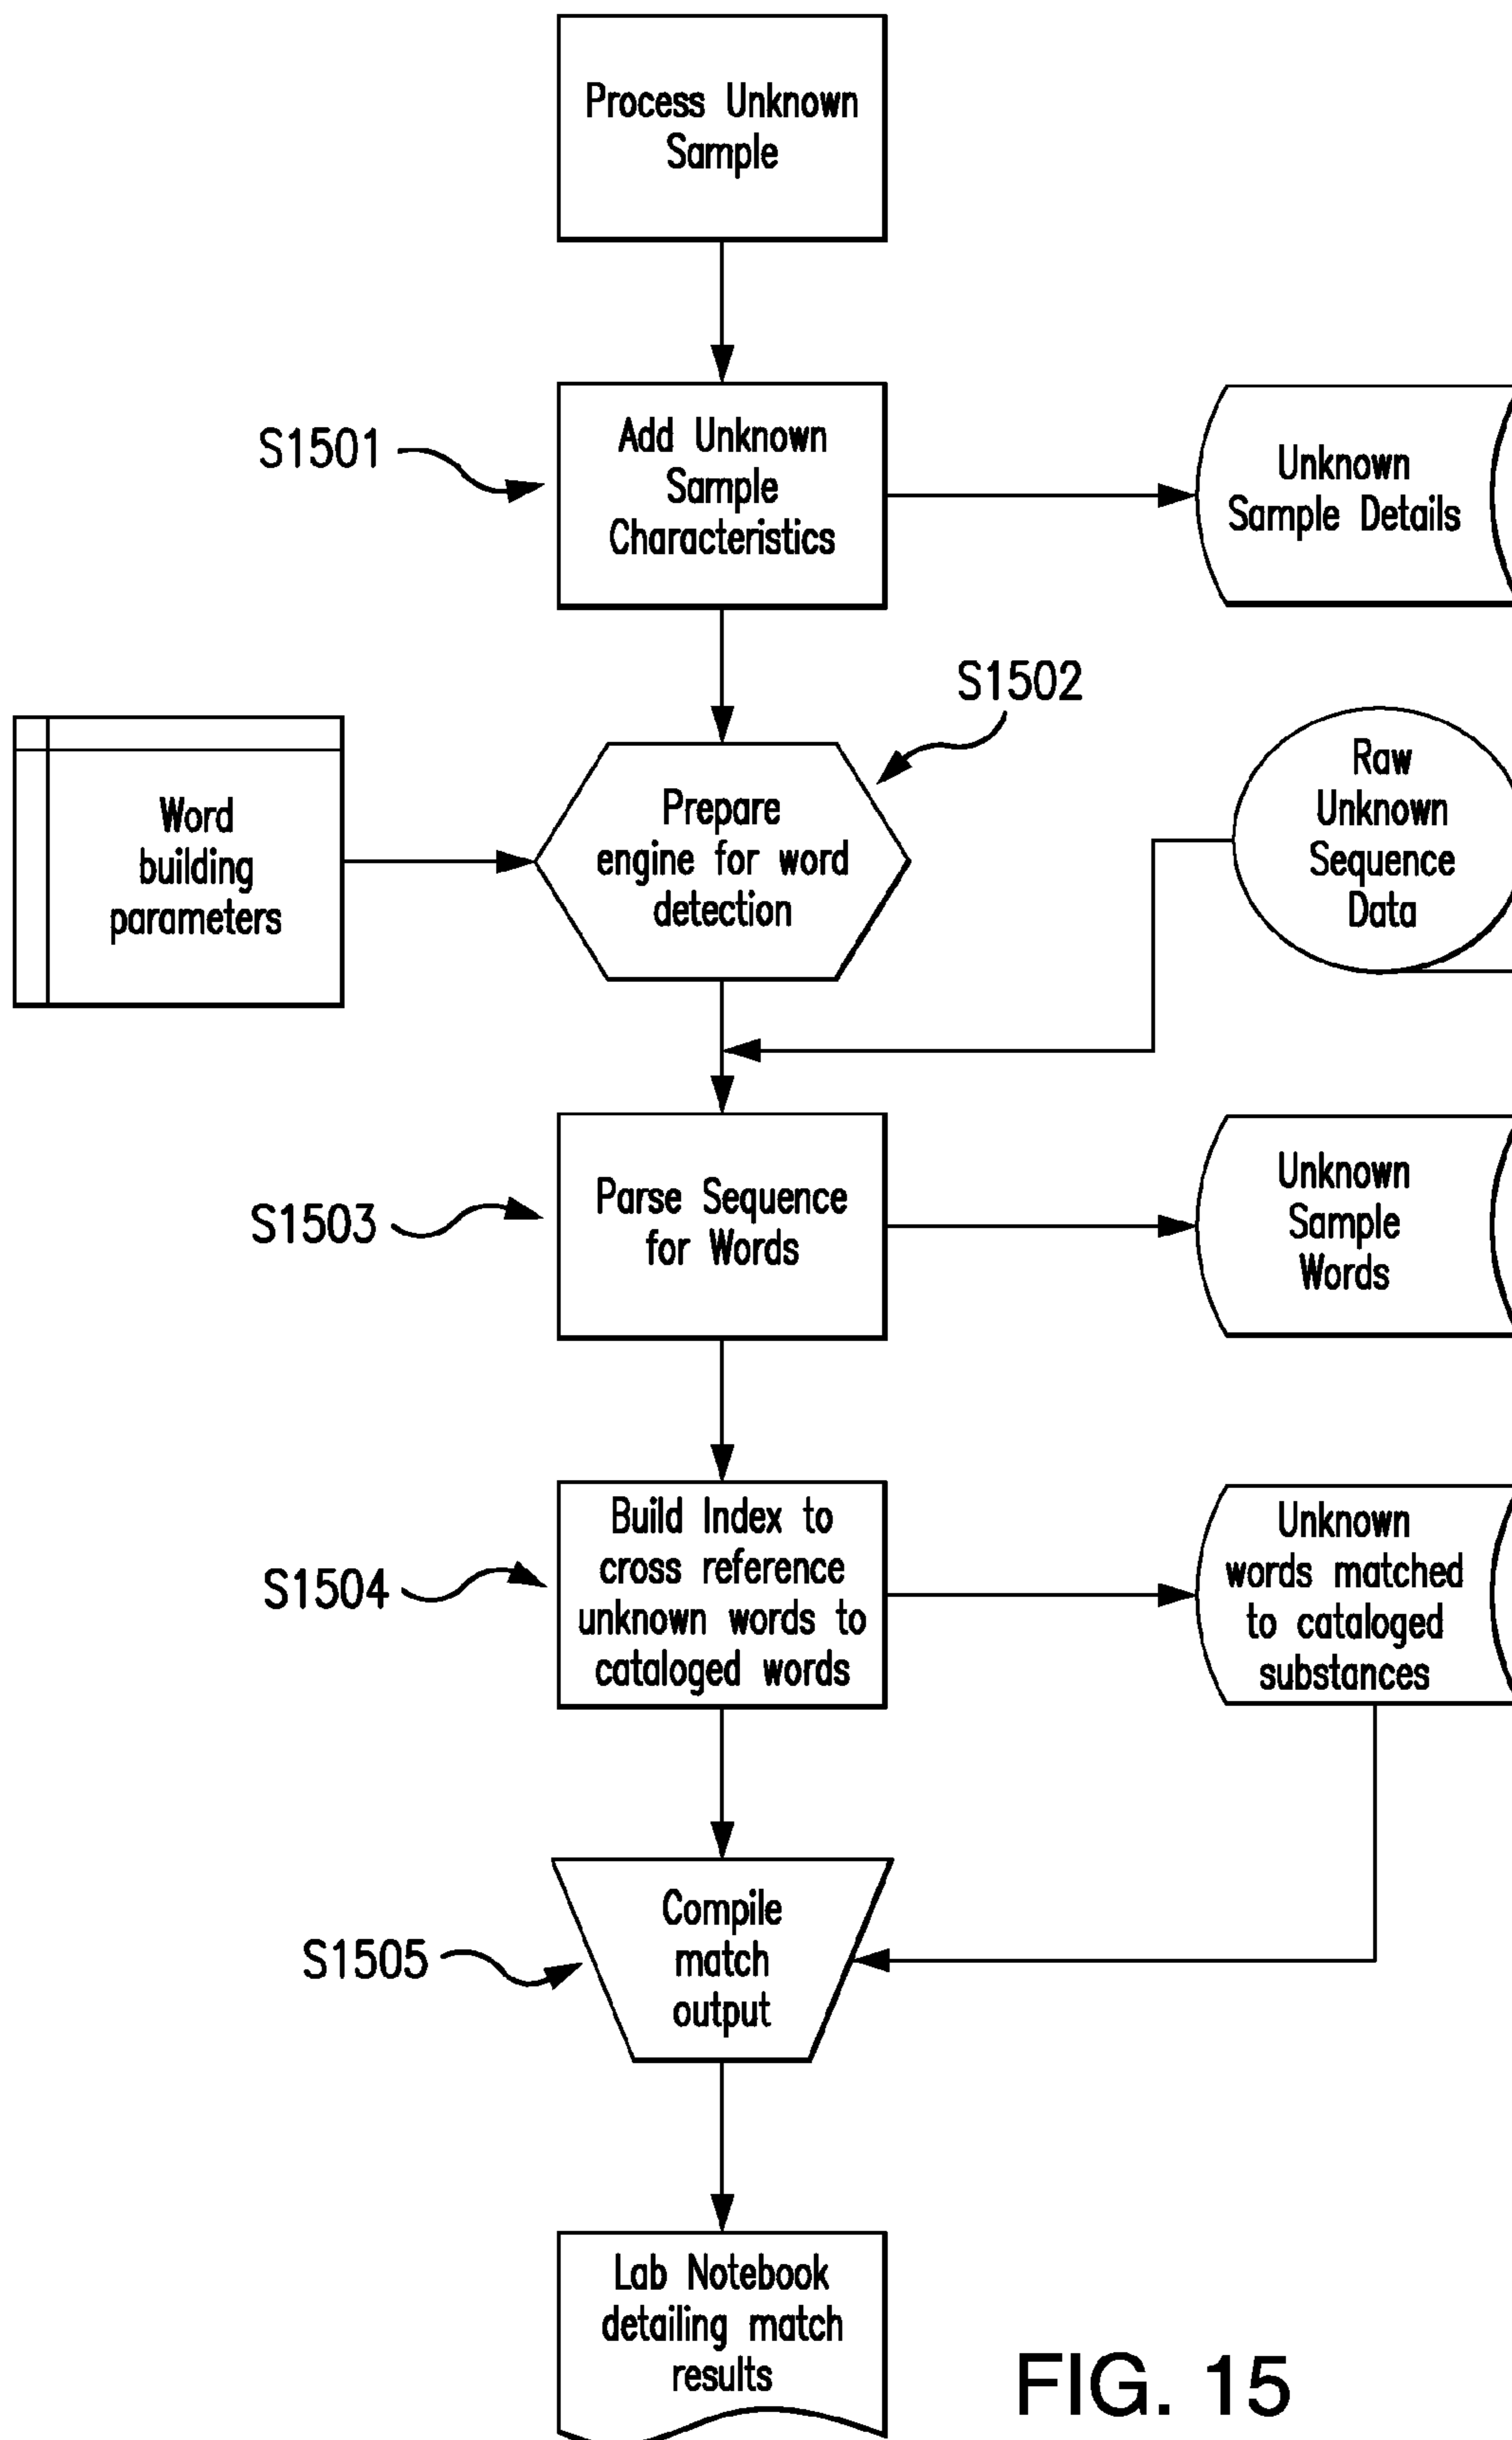 Process Unknown
Sample
S1501
Add Unknown
Sample
Characteristics
Unknown
Sample Details
S1502
Word
building
parameters
Prepare
engine for word
detection
Raw
Unknown
Sequence
Data
S1503
Parse Sequence
for Words
Unknown
Sample
Words
S1504
Build Index to
cross reference
unknown words to
cataloged words
Unknown
words matched
to cataloged
substances
S1505
Compile
match
output
Lab Notebook
detailing match
results
FIG. 15